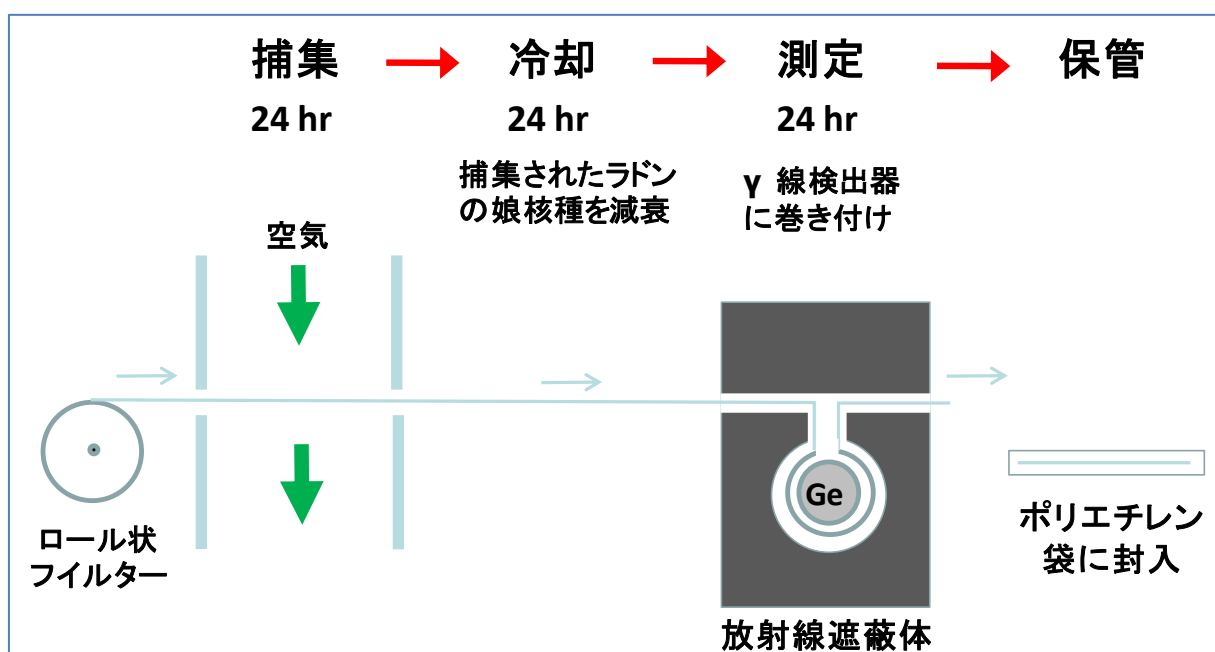 捕集
冷却
測定
保管
24 hr
24 hr
24 hr
捕集されたラドン
の娘核種を減衰
γ 線検出器
に巻き付け
空気
Ge
ロール状
フイルター
ポリエチレン
袋に封入
放射線遮蔽体